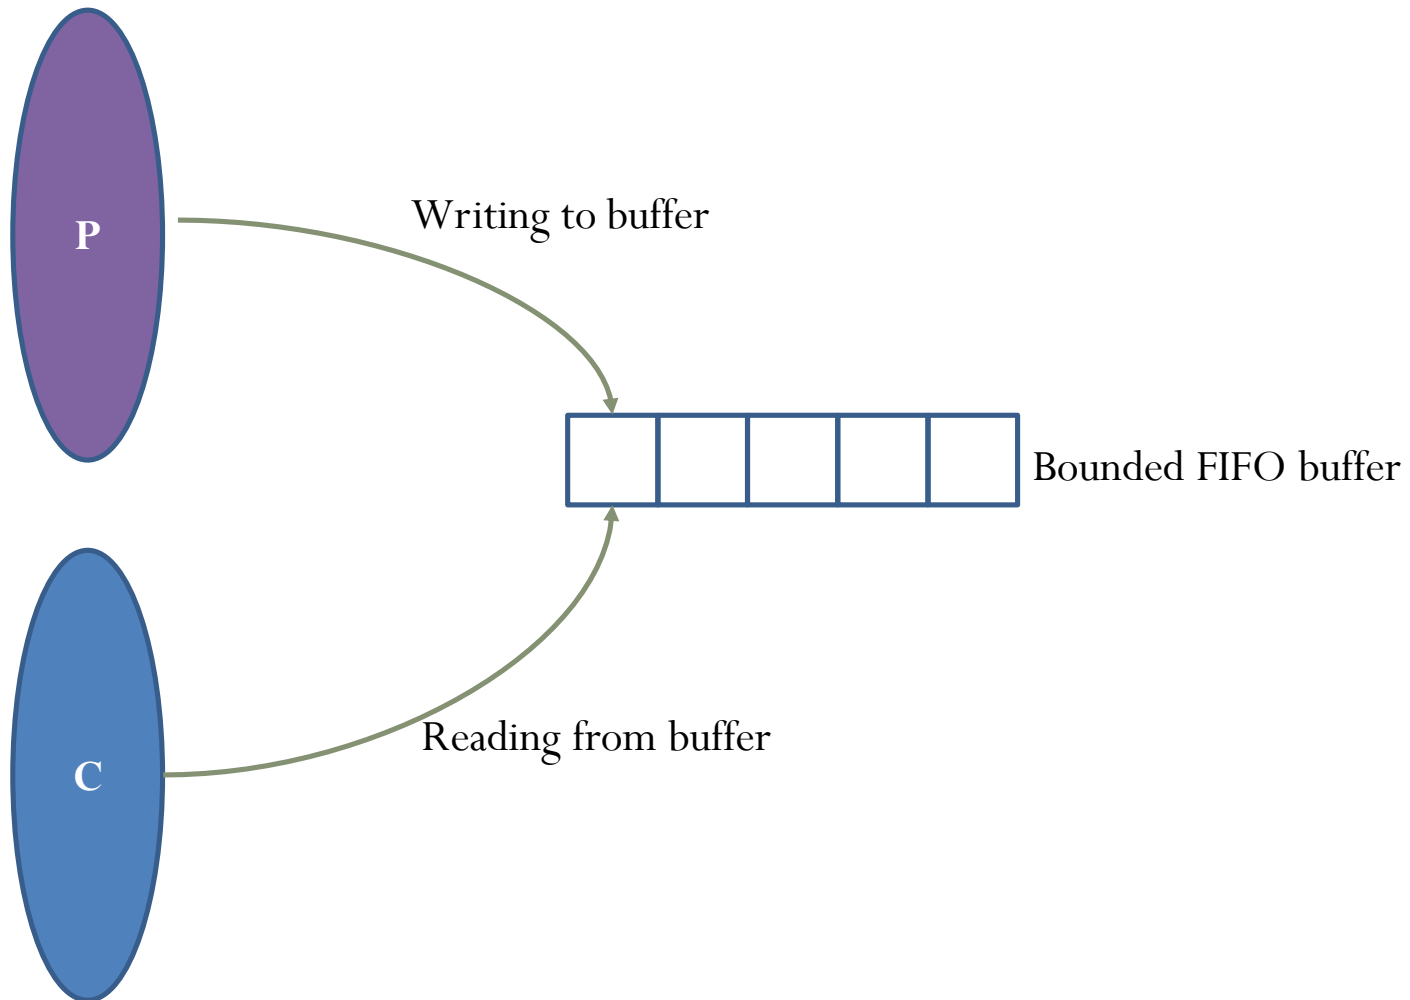 P
Writing to buffer
Bounded FIFO buffer
Reading from buffer
C